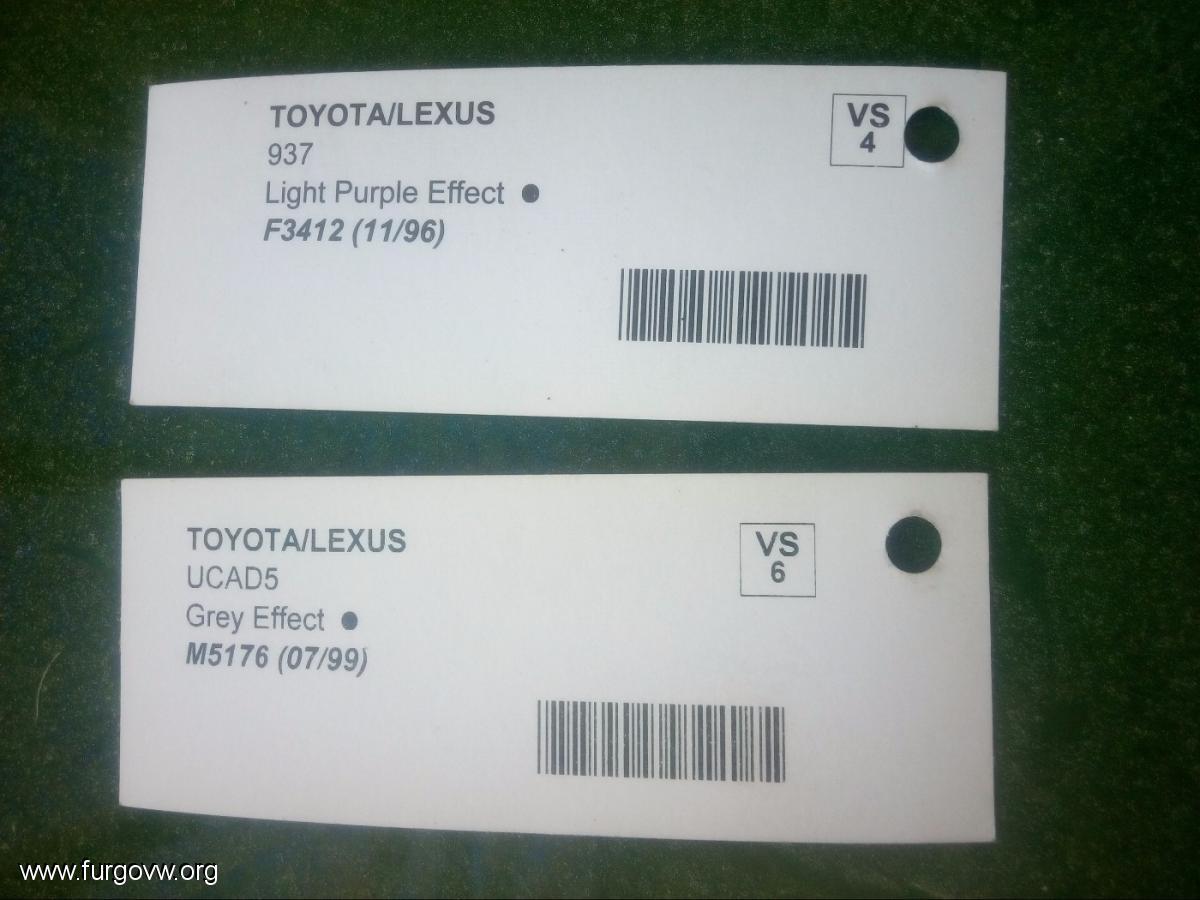 TOYOTA/LEXUS
937
Light Purple Effect ●
F3412 (11/96)
VS
4
TOYOTA/LEXUS
UCAD5
Grey Effect ●
M5176 (07/99)
VS
6
www.furgovw.org